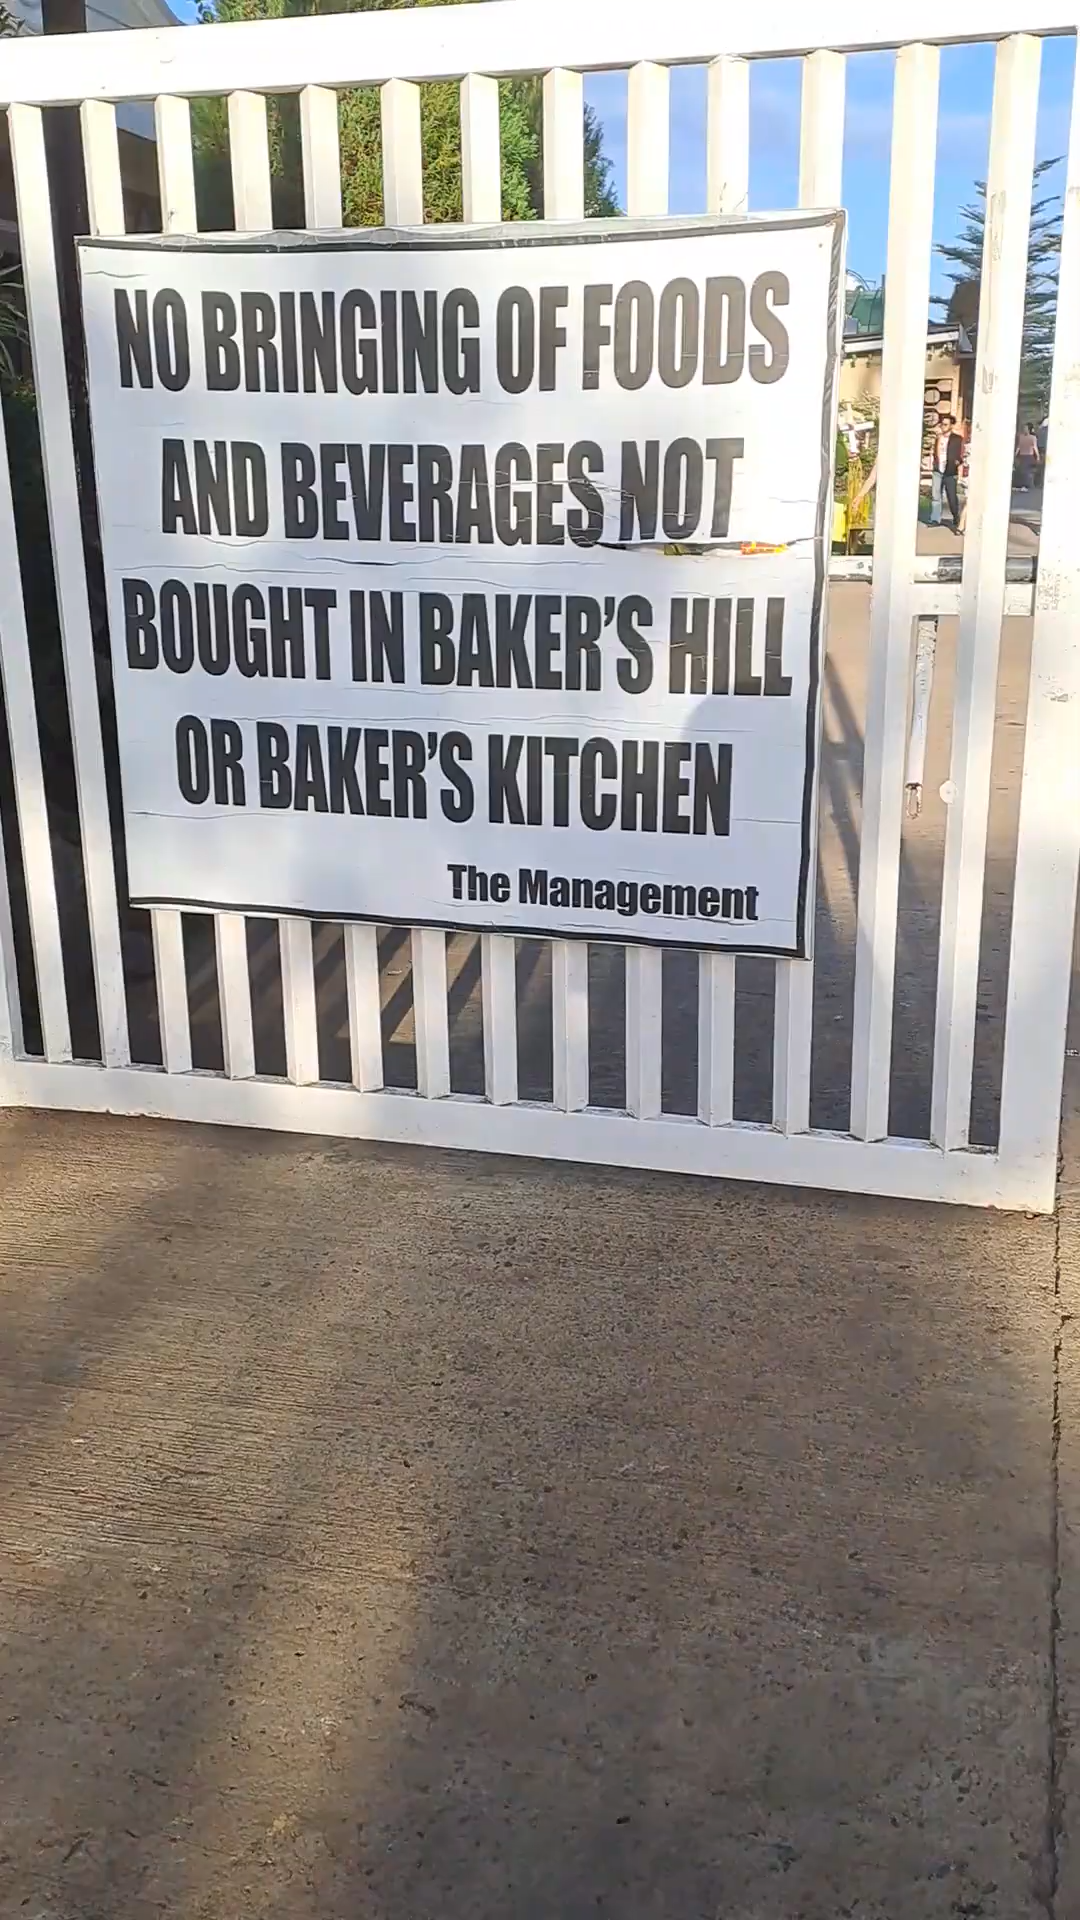 NO BRINGING OF FOODS
AND BEVERAGES NOT
BOUGHT IN BAKER'S HILL
OR BAKER'S KITCHEN
The Management